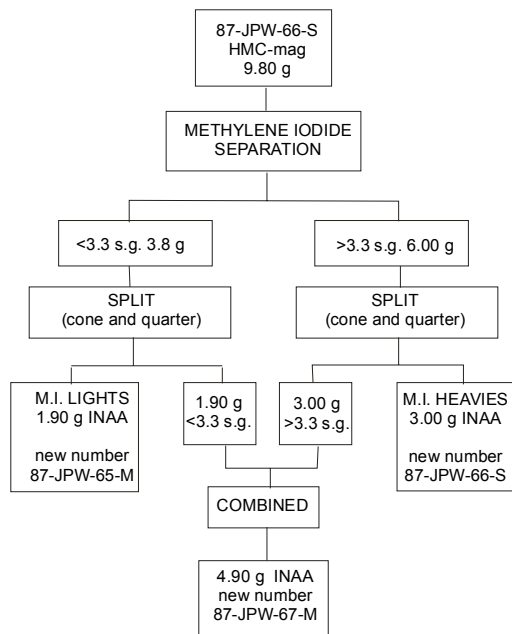 87-JPW-66-S
HMC-mag
9.80 g
METHYLENE IODIDE
SEPARATION
<3.3 s.g. 3.8 g
>3.3 s.g. 6.00 g
SPLIT
(cone and quarter)
SPLIT
(cone and quarter)
M.I. LIGHTS
1.90 g INAA
new number
87-JPW-65-M
1.90 g
<3.3 s.g.
3.00 g
>3.3 s.g.
M.I. HEAVIES
3.00 g INAA
new number
87-JPW-66-S
COMBINED
4.90 g  INAA
new number
87-JPW-67-M